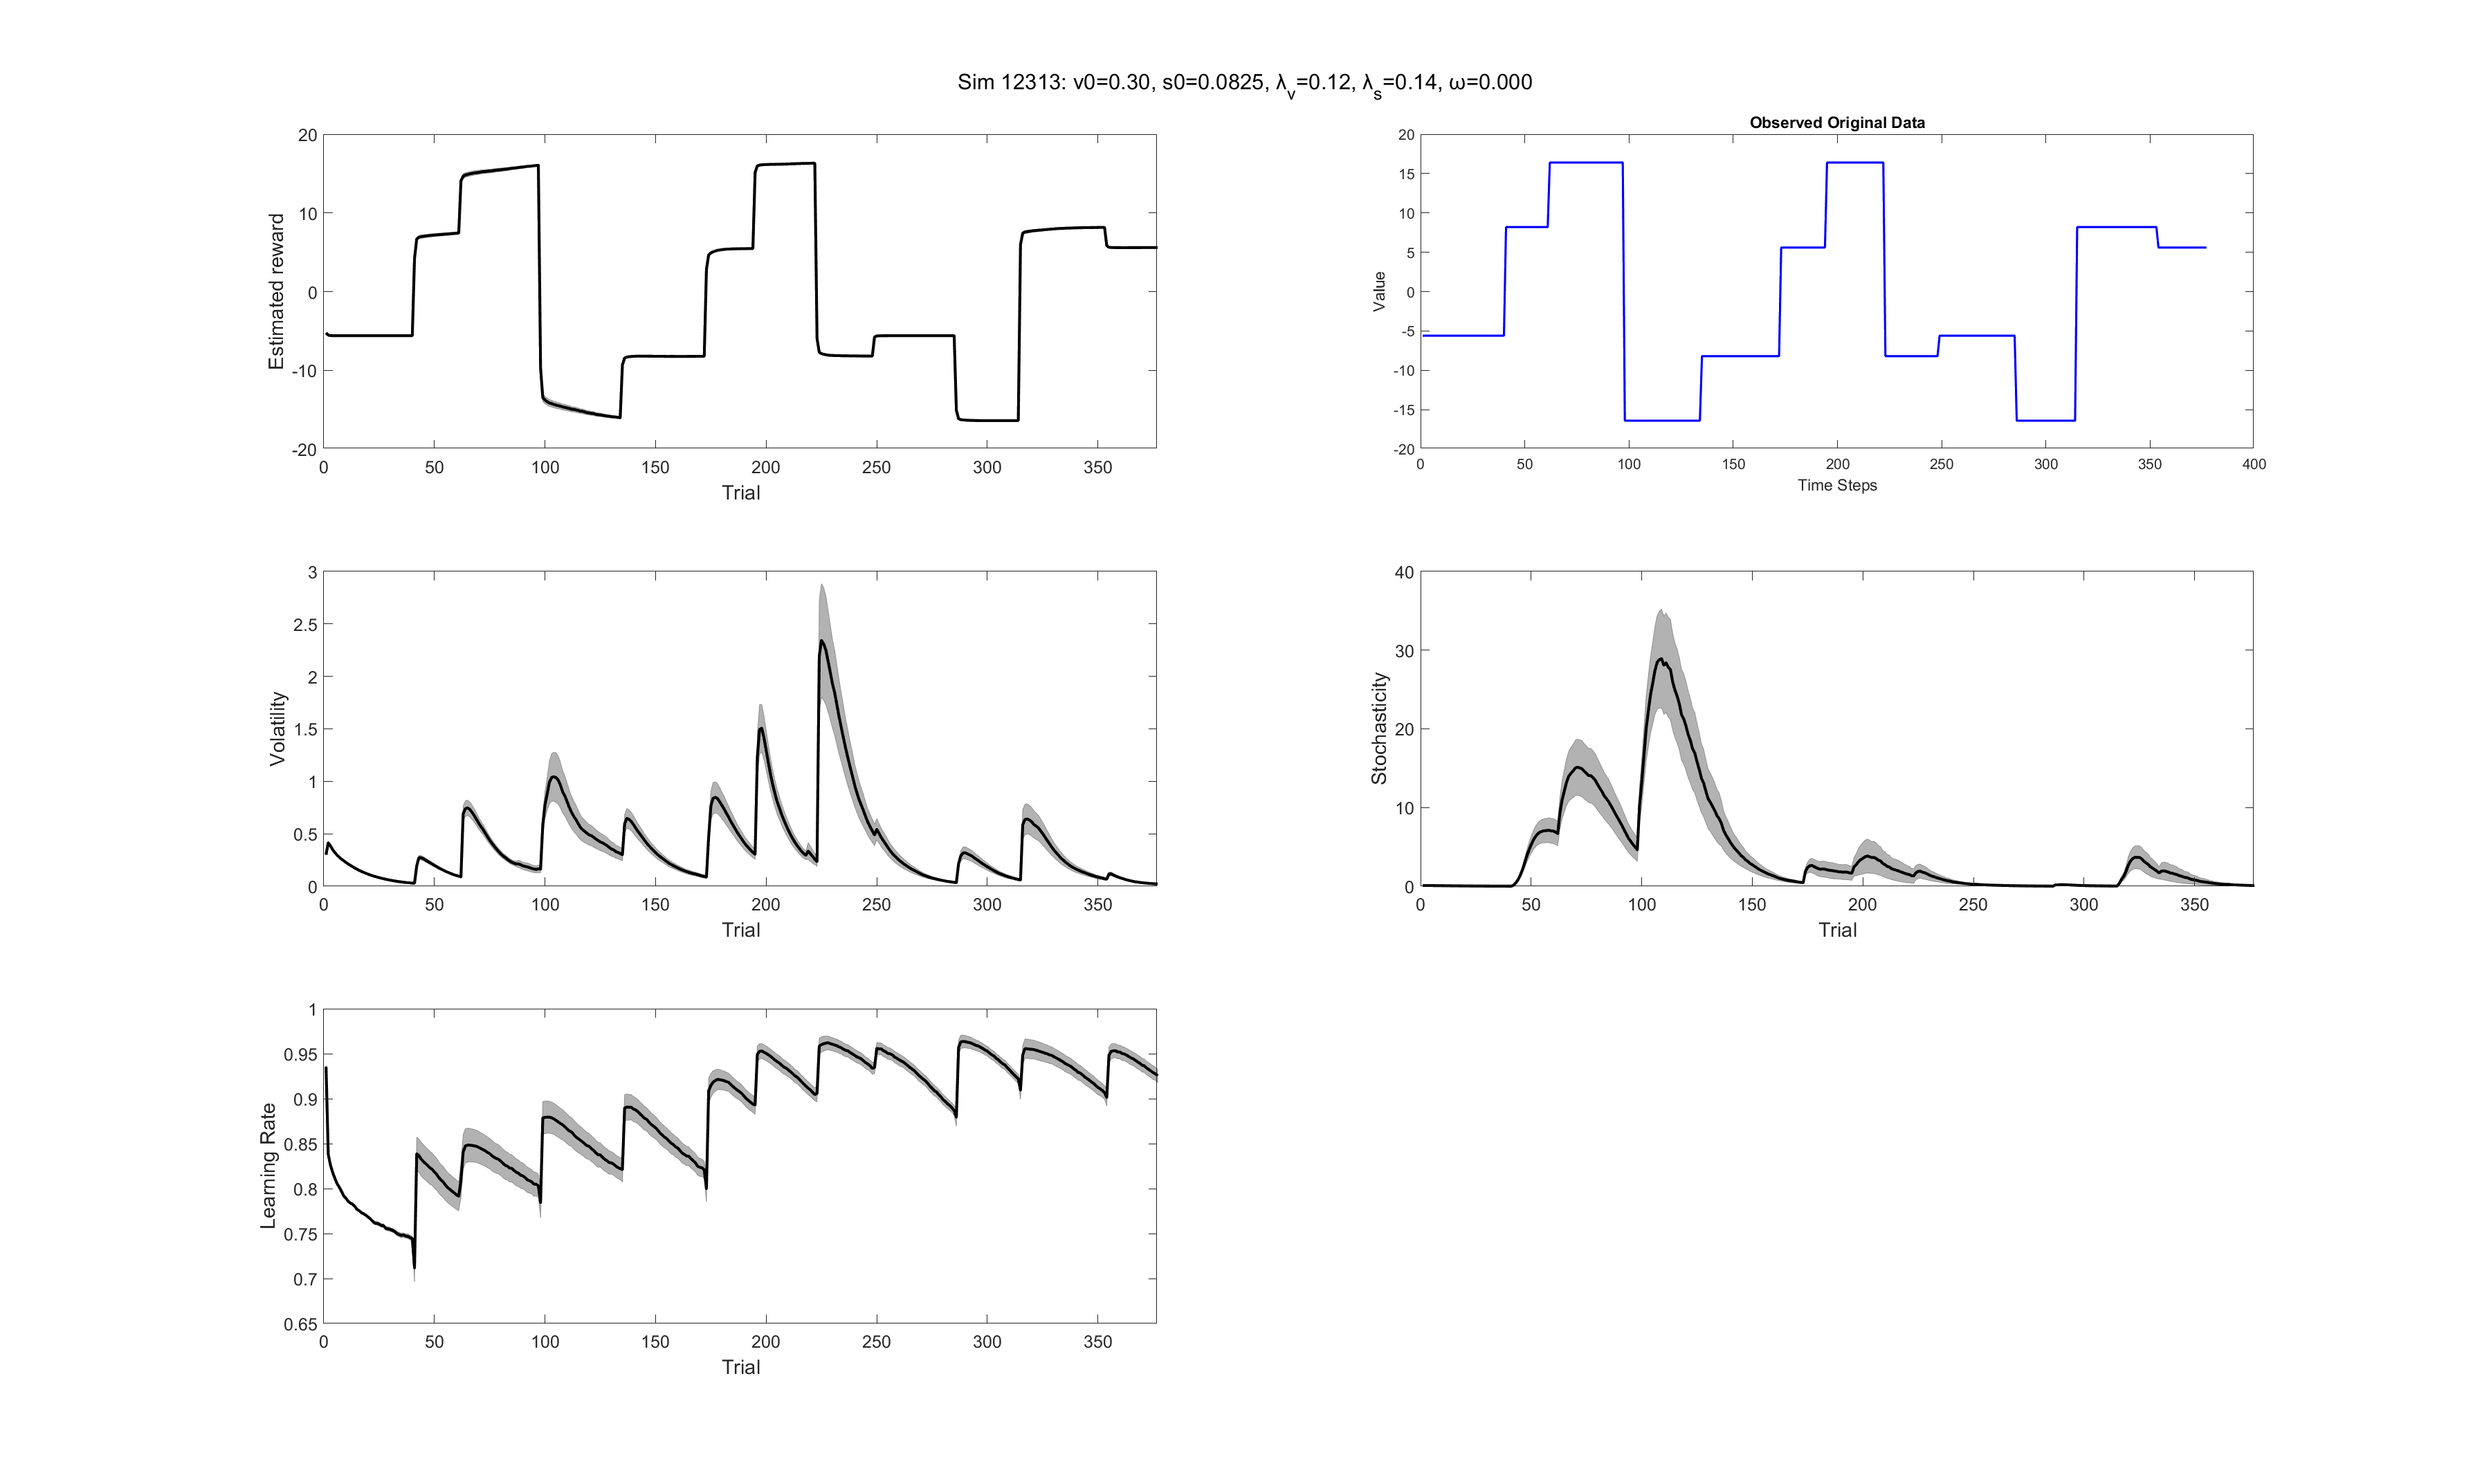 Sim 12313: v0=0.30, s0=0.0825, λv=0.12, λs=0.14, ω=0.000
20
10
0
-10
-20
Estimated reward
0 50 100 150 200 250 300 350
Trial
Observed Original Data
20
15
10
5
0
-5
-10
-15
-20
Value
0 50 100 150 200 250 300 350 400
Time Steps
3
2.5
2
1.5
1
0.5
0
Volatility
0 50 100 150 200 250 300 350
Trial
40
30
20
10
0
Stochasticity
0 50 100 150 200 250 300 350
Trial
1
0.95
0.9
0.85
0.8
0.75
0.7
0.65
Learning Rate
0 50 100 150 200 250 300 350
Trial